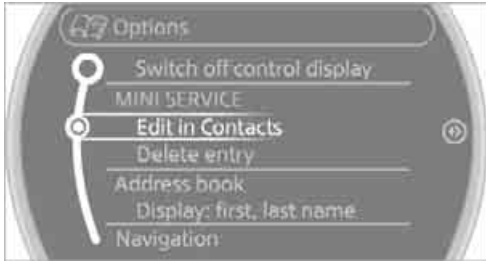 Options
Switch off control display
MINI SERVICE
Edit in Contacts
Delete entry
Address book
Display: first, last name
Navigation